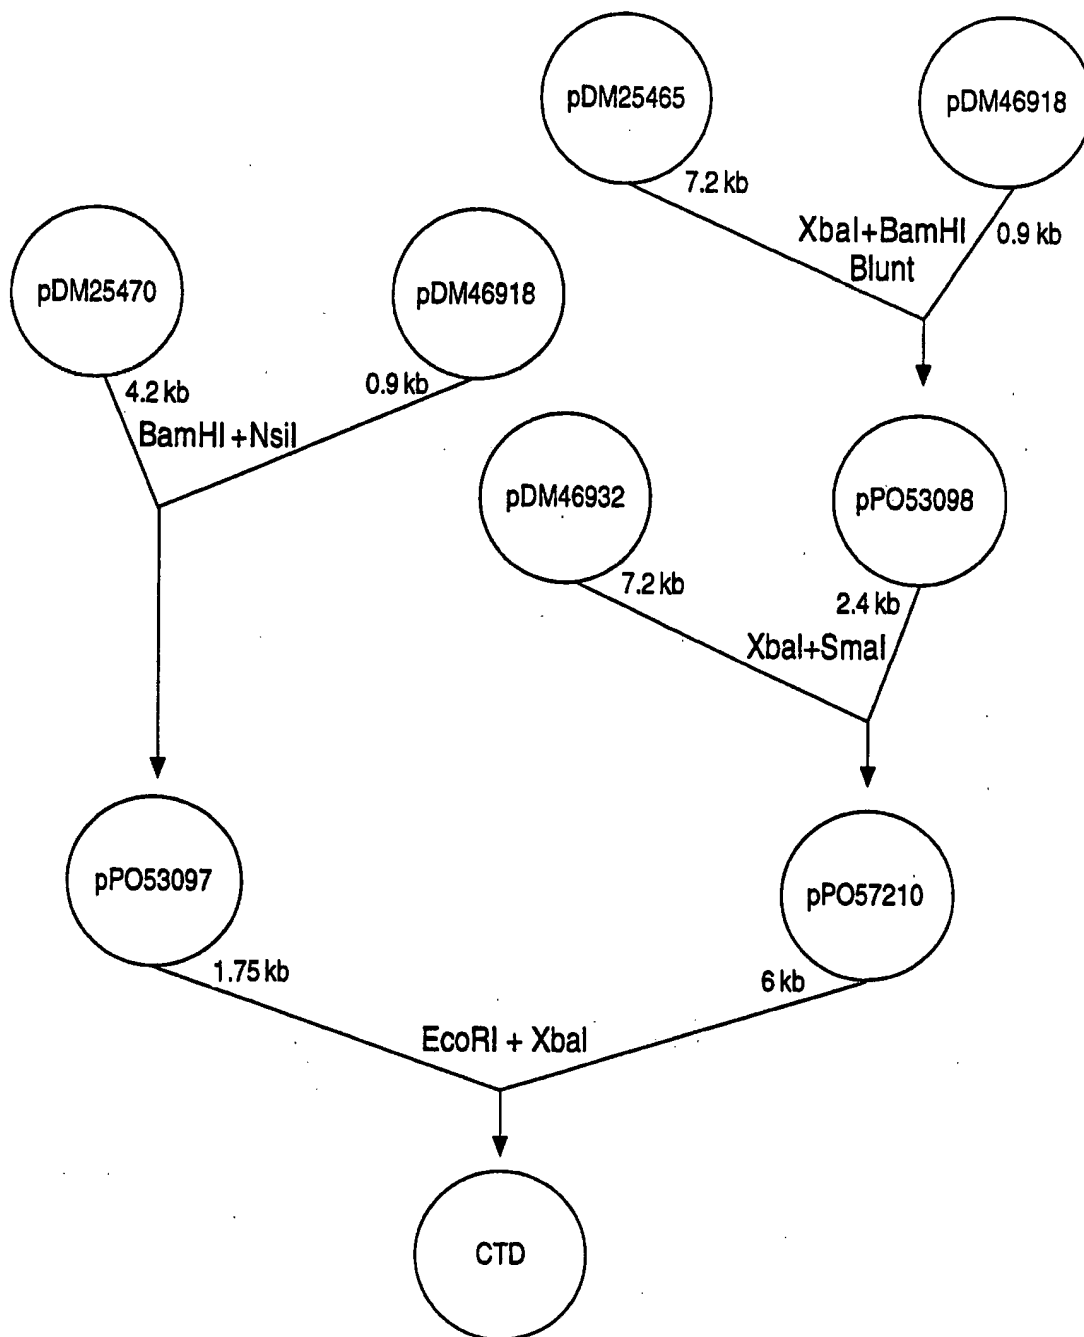 pDM25465
pDM46918
7.2 kb
XbaI+BamHI
Blunt
0.9 kb
pDM25470
pDM46918
4.2 kb
0.9 kb
BamHI +NsiI
pDM46932
pPO53098
7.2 kb
2.4 kb
XbaI+SmaI
pPO53097
pPO57210
1.75 kb
6 kb
EcoRI + XbaI
CTD